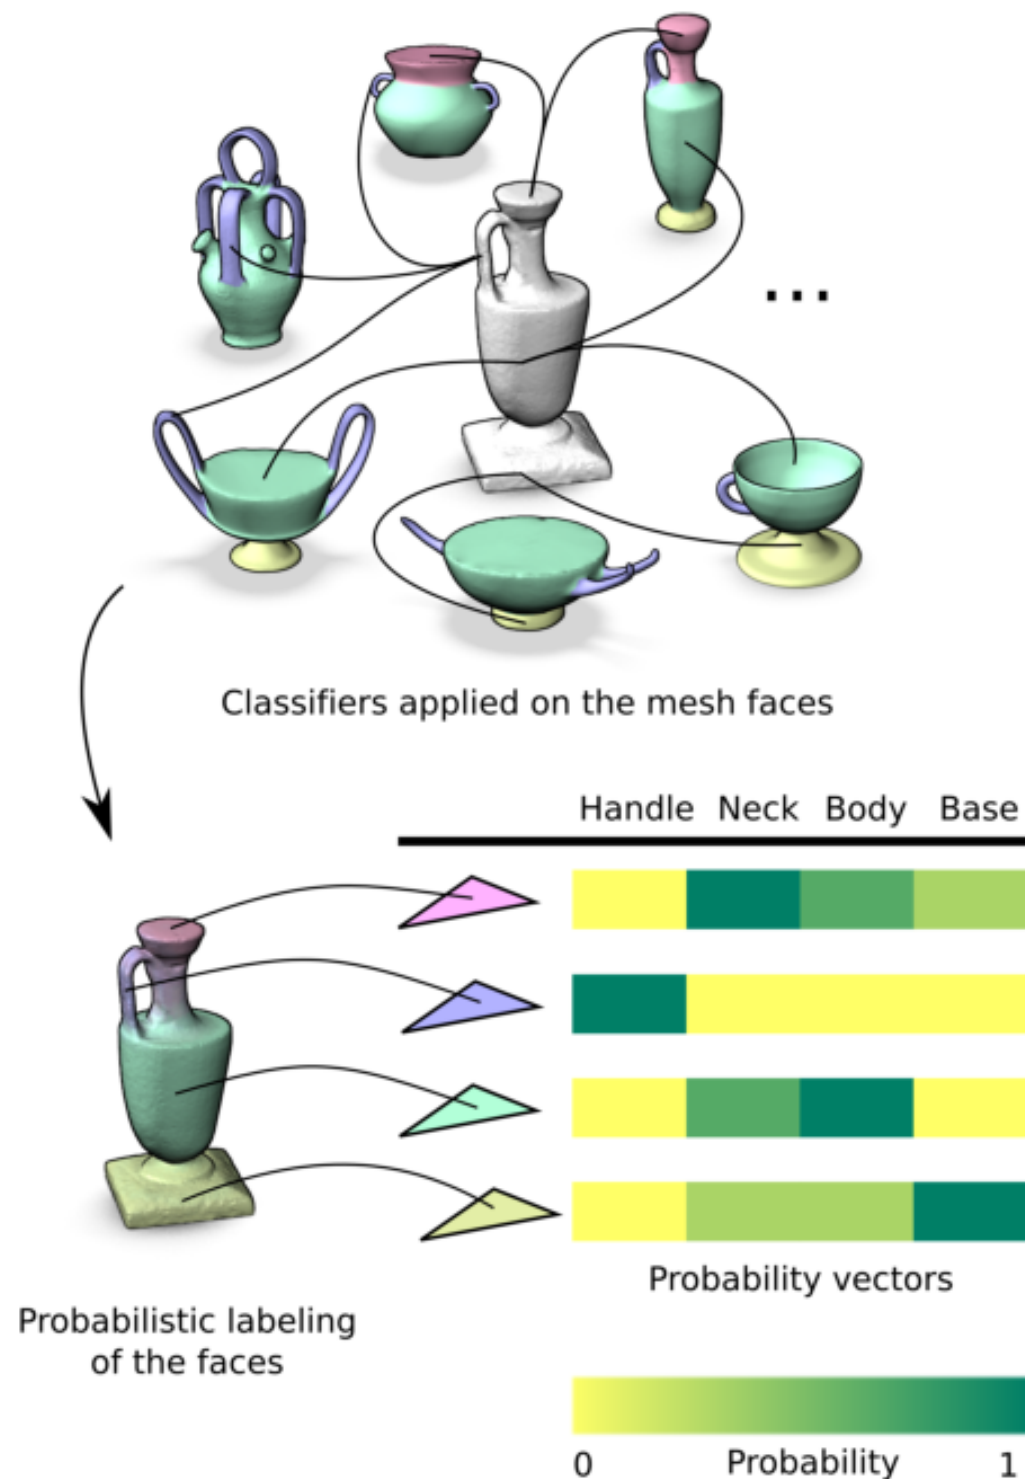 ...
Classifiers applied on the mesh faces
Handle Neck Body Base
Probability vectors
Probabilistic labeling
of the faces
0 Probability 1